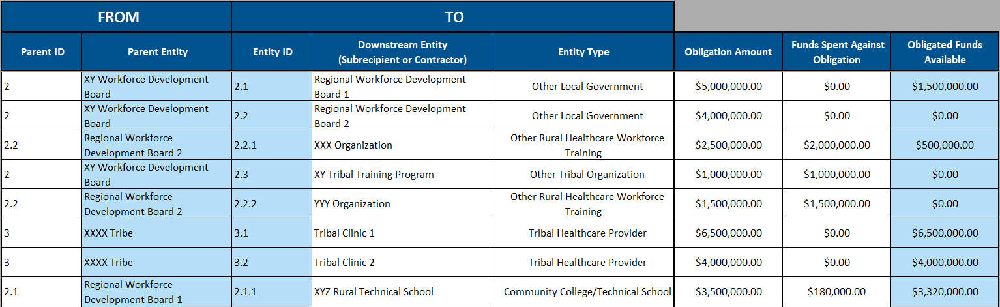 FROM TO
Parent ID Parent Entity Entity ID Downstream Entity (Subrecipient or Contractor) Entity Type Obligation Amount Funds Spent Against Obligation Obligated Funds Available
2 XY Workforce Development Board 2.1 Regional Workforce Development Board 1 Other Local Government $5,000,000.00 $0.00 $1,500,000.00
2 XY Workforce Development Board 2.2 Regional Workforce Development Board 2 Other Local Government $4,000,000.00 $0.00 $0.00
2.2 Regional Workforce Development Board 2 2.2.1 XXX Organization Other Rural Healthcare Workforce Training $2,500,000.00 $2,000,000.00 $500,000.00
2 XY Workforce Development Board 2.3 XY Tribal Training Program Other Tribal Organization $1,000,000.00 $1,000,000.00 $0.00
2.2 Regional Workforce Development Board 2 2.2.2 YYY Organization Other Rural Healthcare Workforce Training $1,500,000.00 $1,500,000.00 $0.00
3 XXXX Tribe 3.1 Tribal Clinic 1 Tribal Healthcare Provider $6,500,000.00 $0.00 $6,500,000.00
3 XXXX Tribe 3.2 Tribal Clinic 2 Tribal Healthcare Provider $4,000,000.00 $0.00 $4,000,000.00
2.1 Regional Workforce Development Board 1 2.1.1 XYZ Rural Technical School Community College/Technical School $3,500,000.00 $180,000.00 $3,320,000.00